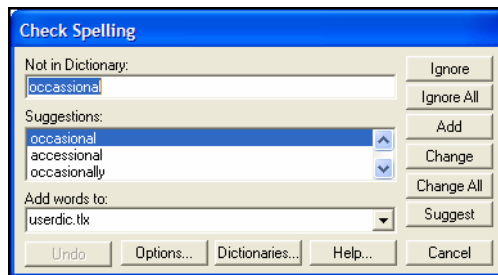 Check Spelling
Not in Dictionary:
occassional
Suggestions:
occasional
accessional
occasionally
Add words to:
userdic.tlx
Ignore
Ignore All
Add
Change
Change All
Suggest
Undo Options... Dictionaries... Help... Cancel